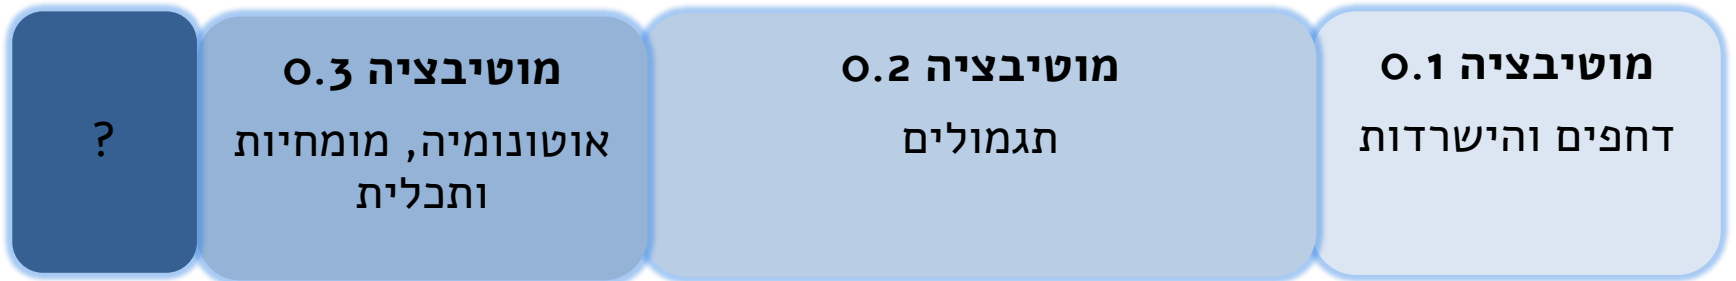 מוטיבציה 0.1
דחפים והישרדות
מוטיבציה 0.2
תגמולים
מוטיבציה 0.3
אוטונומיה, מומחיות
ותכלית
?